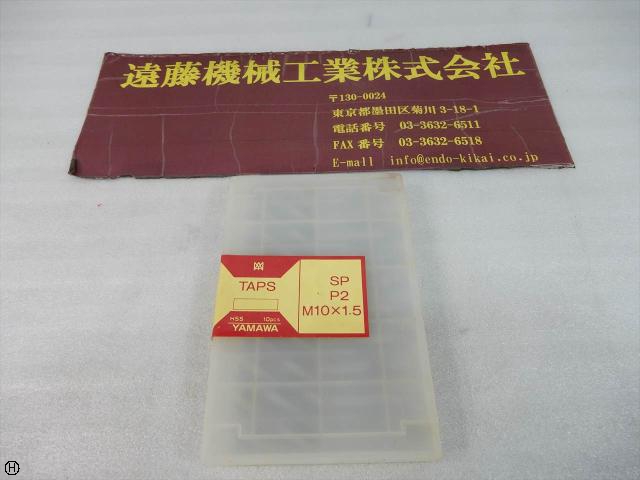 遠藤機械工業株式会社
〒130-0024
東京都墨田区菊川 3-18-1
電話番号 03-3632-6511
FAX 番号 03-3632-6518
E-mail info@endo-kikai.co.jp
TAPS
HSS 10pcs
YAMAWA
SP
P2
M10×1.5
H